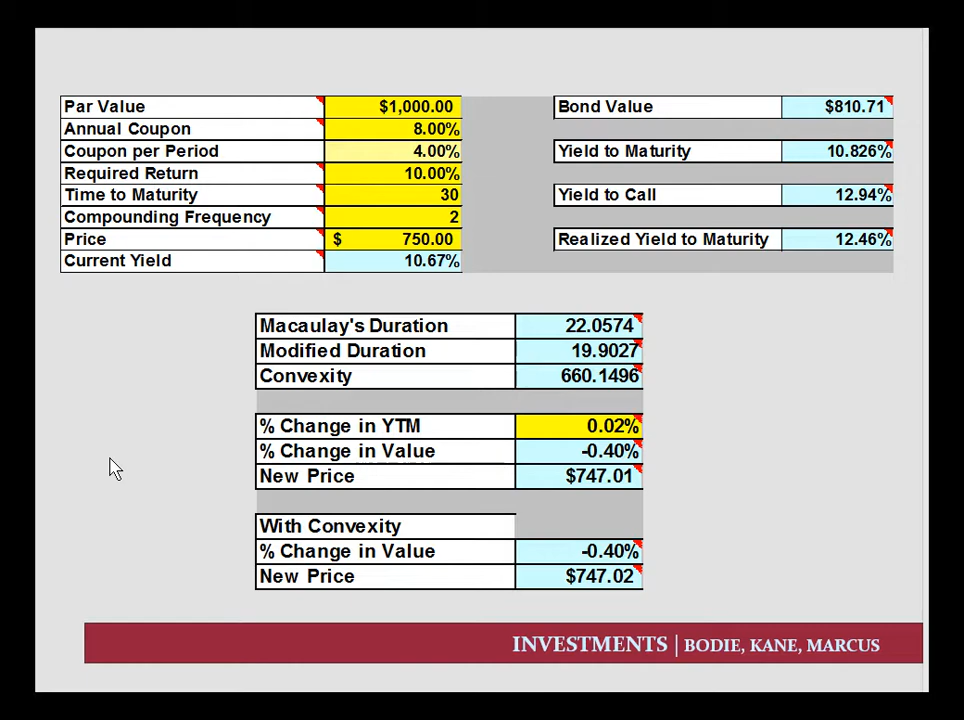 Par Value $1,000.00
Annual Coupon 8.00%
Coupon per Period 4.00%
Required Return 10.00%
Time to Maturity 30
Compounding Frequency 2
Price $ 750.00
Current Yield 10.67%
Bond Value $810.71
Yield to Maturity 10.826%
Yield to Call 12.94%
Realized Yield to Maturity 12.46%
Macaulay's Duration 22.0574
Modified Duration 19.9027
Convexity 660.1496
% Change in YTM 0.02%
% Change in Value -0.40%
New Price $747.01
With Convexity
% Change in Value -0.40%
New Price $747.02
INVESTMENTS | BODIE, KANE, MARCUS